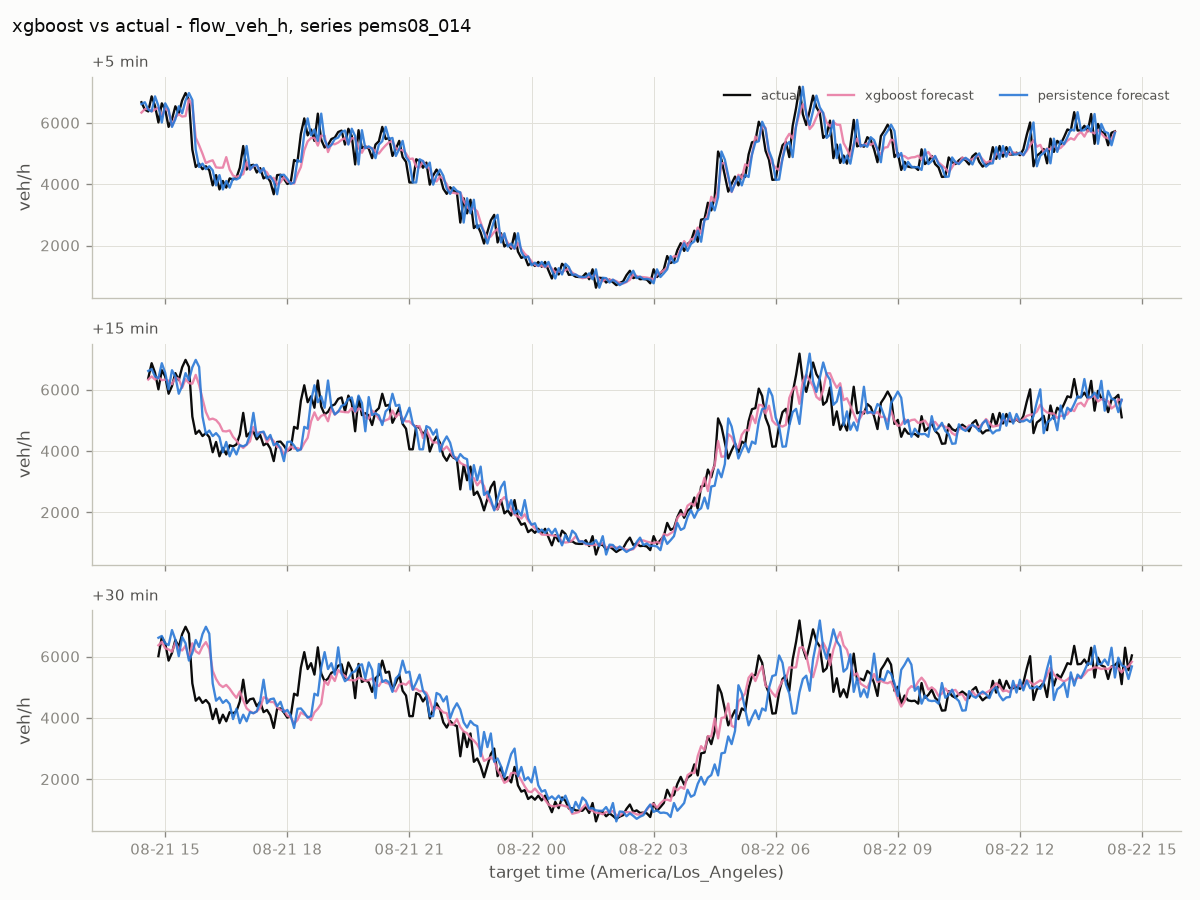 xgboost vs actual - flow_veh_h, series pems08_014
+5 min
actual xgboost forecast persistence forecast
6000
4000
2000
veh/h
+15 min
6000
4000
2000
veh/h
+30 min
6000
4000
2000
veh/h
08-21 15 08-21 18 08-21 21 08-22 00 08-22 03 08-22 06 08-22 09 08-22 12 08-22 15
target time (America/Los_Angeles)